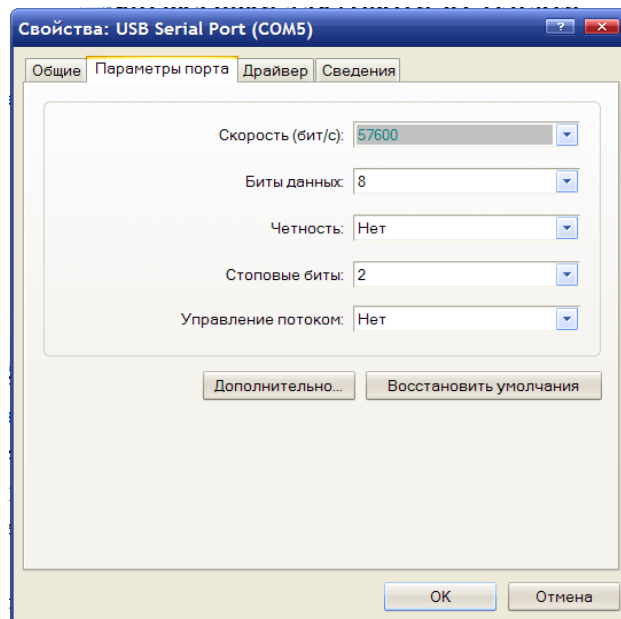 Свойства: USB Serial Port (COM5)
Общие Параметры порта Драйвер Сведения
Скорость (бит/с): 57600
Биты данных: 8
Четность: Нет
Стоповые биты: 2
Управление потоком: Нет
Дополнительно... Восстановить умолчания
OK Отмена